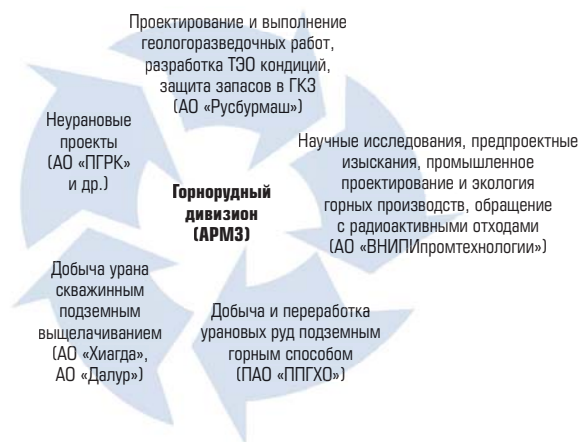 Проектирование и выполнение
геологоразведочных работ,
разработка ТЭО кондиций,
защита запасов в ГКЗ
(АО «Русбурмаш»)
Научные исследования, предпроектные
изыскания, промышленное
проектирование и экология
горных производств, обращение
с радиоактивными отходами
(АО «ВНИПИпромтехнологии»)
Добыча и переработка
урановых руд подземным
горным способом
(ПАО «ППГХО»)
Добыча урана
скважинным
подземным
выщелачиванием
(АО «Хиагда»,
АО «Далур»)
Неурановые
проекты
(АО «ПГРК»
и др.)
Горнорудный
дивизион
(АРМЗ)